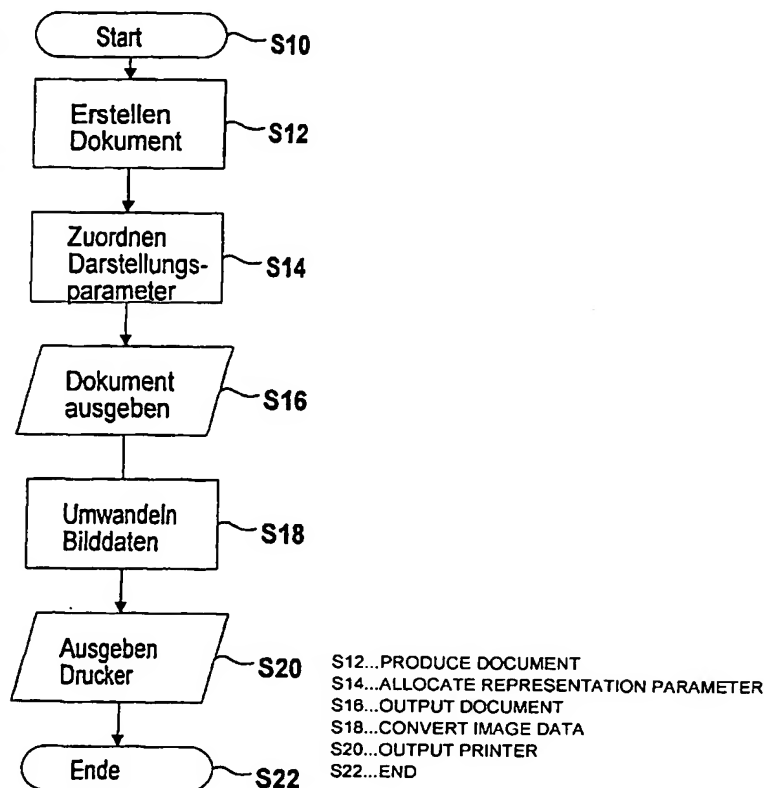 Start
S10
Erstellen
Dokument
S12
Zuordnen
Darstellungs-
parameter
S14
Dokument
ausgeben
S16
Umwandeln
Bilddaten
S18
Ausgeben
Drucker
S20
Ende
S22
S12...PRODUCE DOCUMENT
S14...ALLOCATE REPRESENTATION PARAMETER
S16...OUTPUT DOCUMENT
S18...CONVERT IMAGE DATA
S20...OUTPUT PRINTER
S22...END